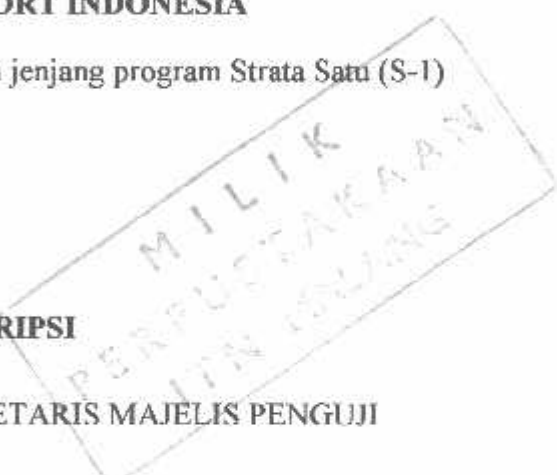 ORT INDONESIA
jenjang program Strata Satu (S-1)
MILIK
PERPUSTAKAAN
ITN MALANG
RIPSI
ETARIS MAJELIS PENGUJI